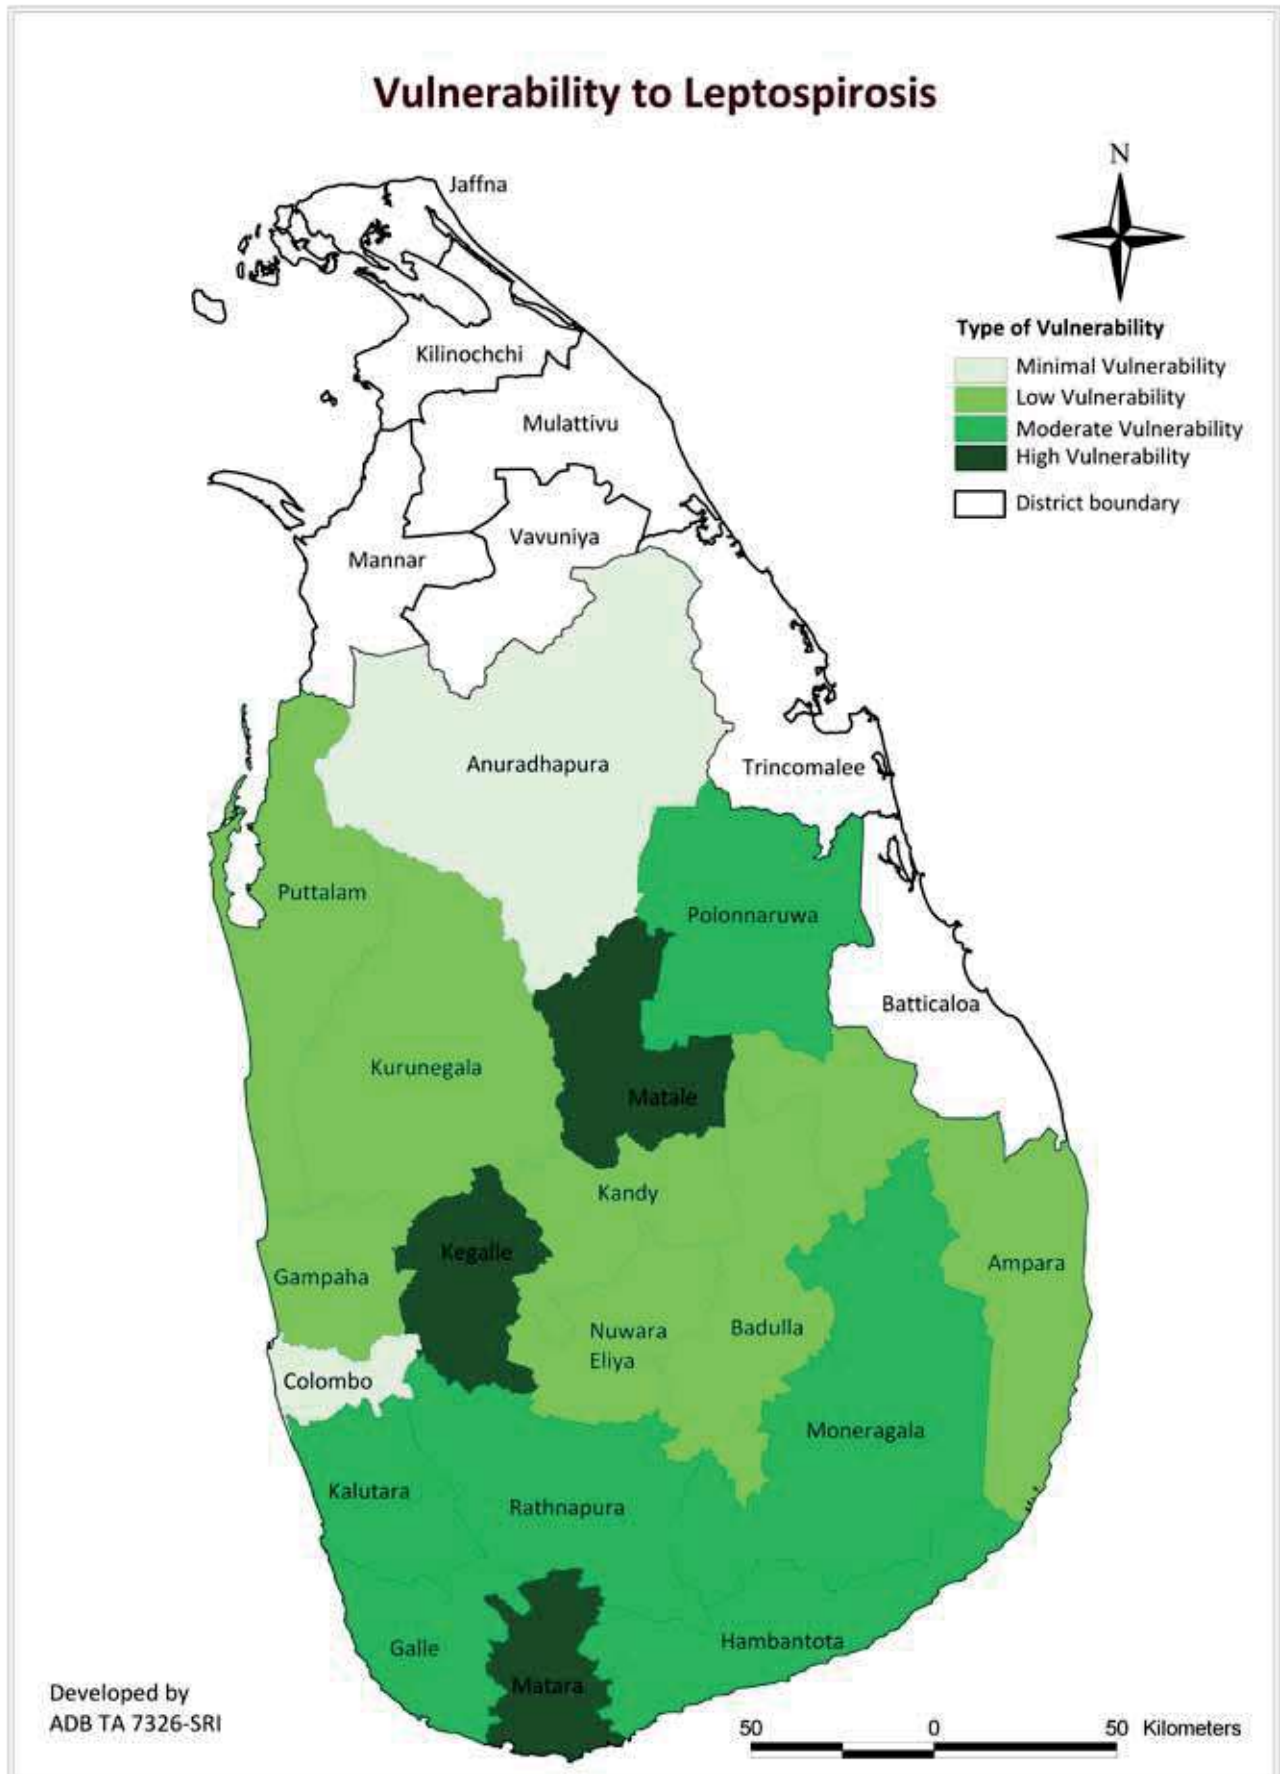 Vulnerability to Leptospirosis
N
Jaffna
Type of Vulnerability
Kilinochchi
Minimal Vulnerability
Low Vulnerability
Mulattivu
Moderate Vulnerability
High Vulnerability
District boundary
Vavuniya
Mannar
Anuradhapura
Trincomalee
Puttalam
Polonnaruwa
Batticaloa
Kurunegala
Matale
Kandy
Kegalle
Ampara
Gampaha
Nuwara
Eliya
Badulla
Colombo
Moneragala
Kalutara
Rathnapura
Galle
Hambantota
Matara
Developed by
ADB TA 7326-SRI
50 0 50 Kilometers